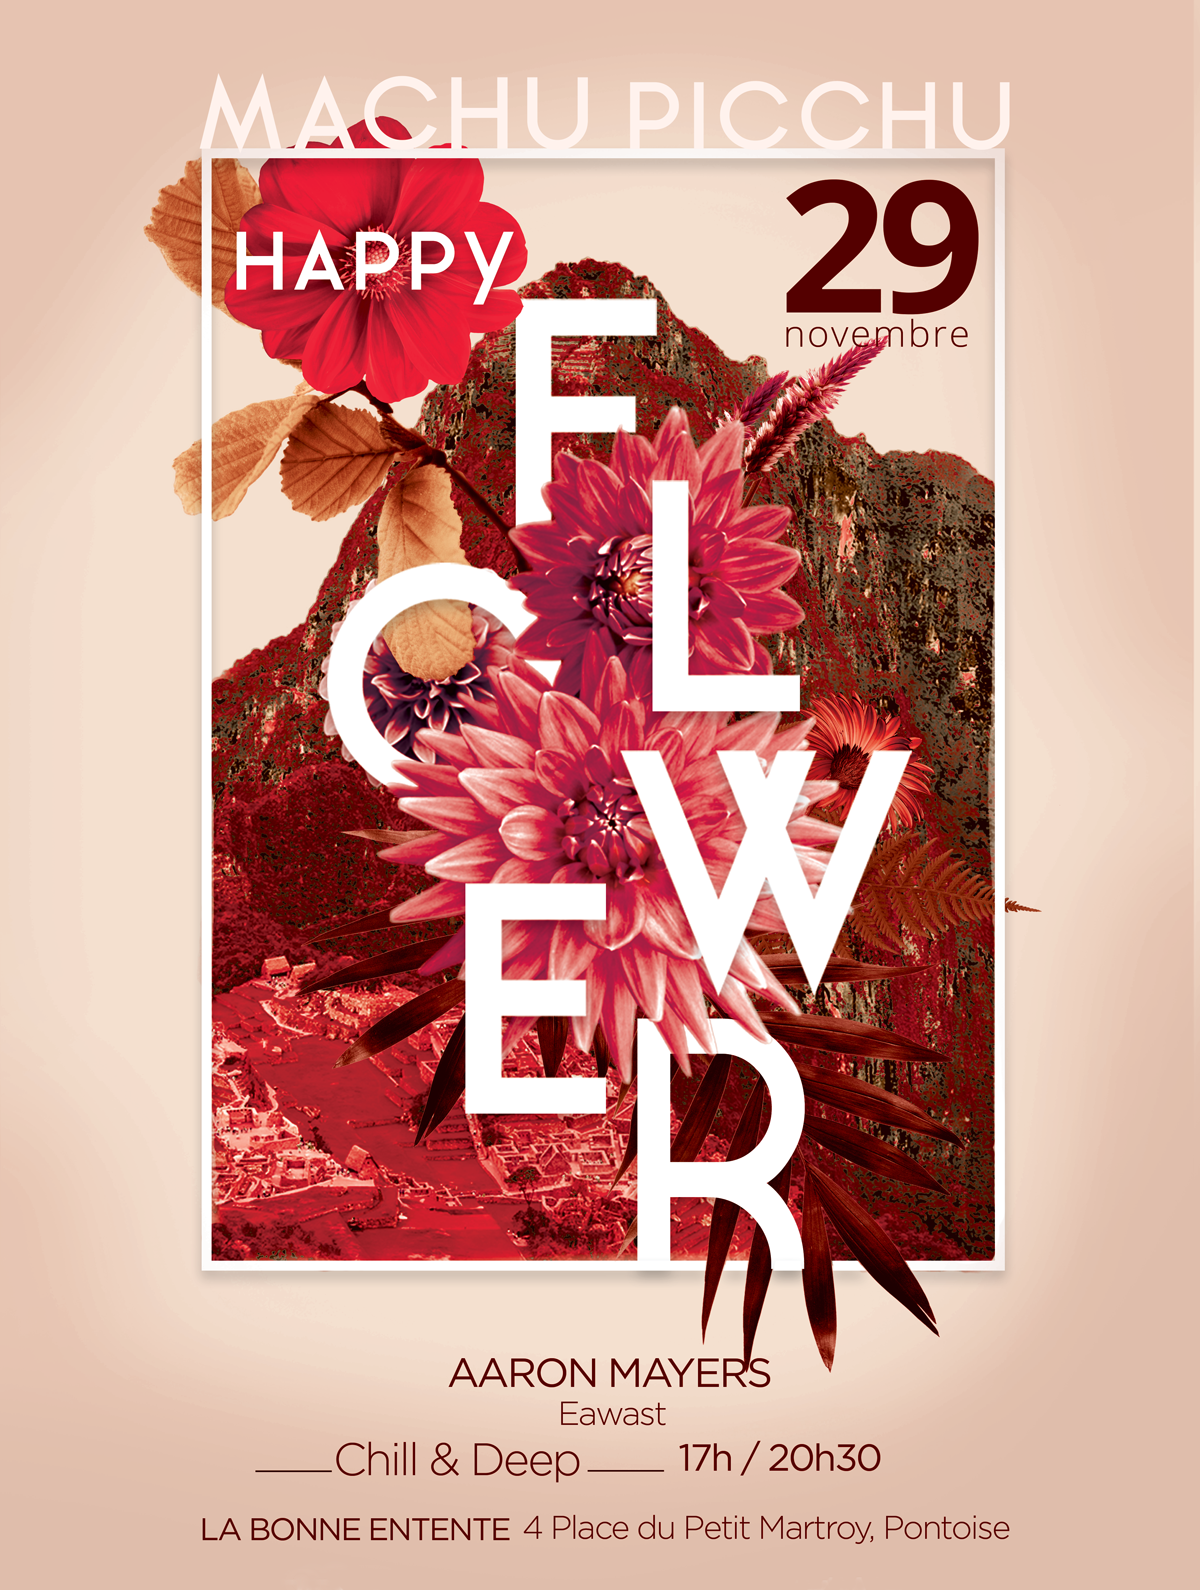 MACHU PICCHU
HAPPY
29
novembre
F
L
O
W
E
R
AARON MAYERS
Eawast
Chill & Deep 17h / 20h30
LA BONNE ENTENTE 4 Place du Petit Martroy, Pontoise